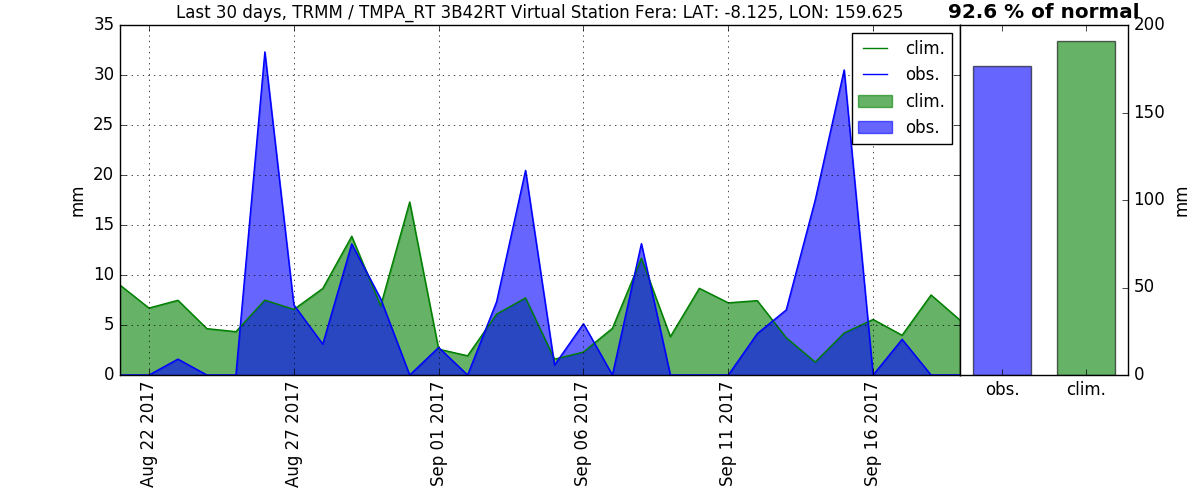 Last 30 days, TRMM / TMPA_RT 3B42RT Virtual Station Fera: LAT: -8.125, LON: 159.625
92.6 % of normal
35
30
25
20
15
10
5
0
mm
clim.
obs.
clim.
obs.
200
150
100
50
0
mm
obs.
clim.
Aug 22 2017
Aug 27 2017
Sep 01 2017
Sep 06 2017
Sep 11 2017
Sep 16 2017